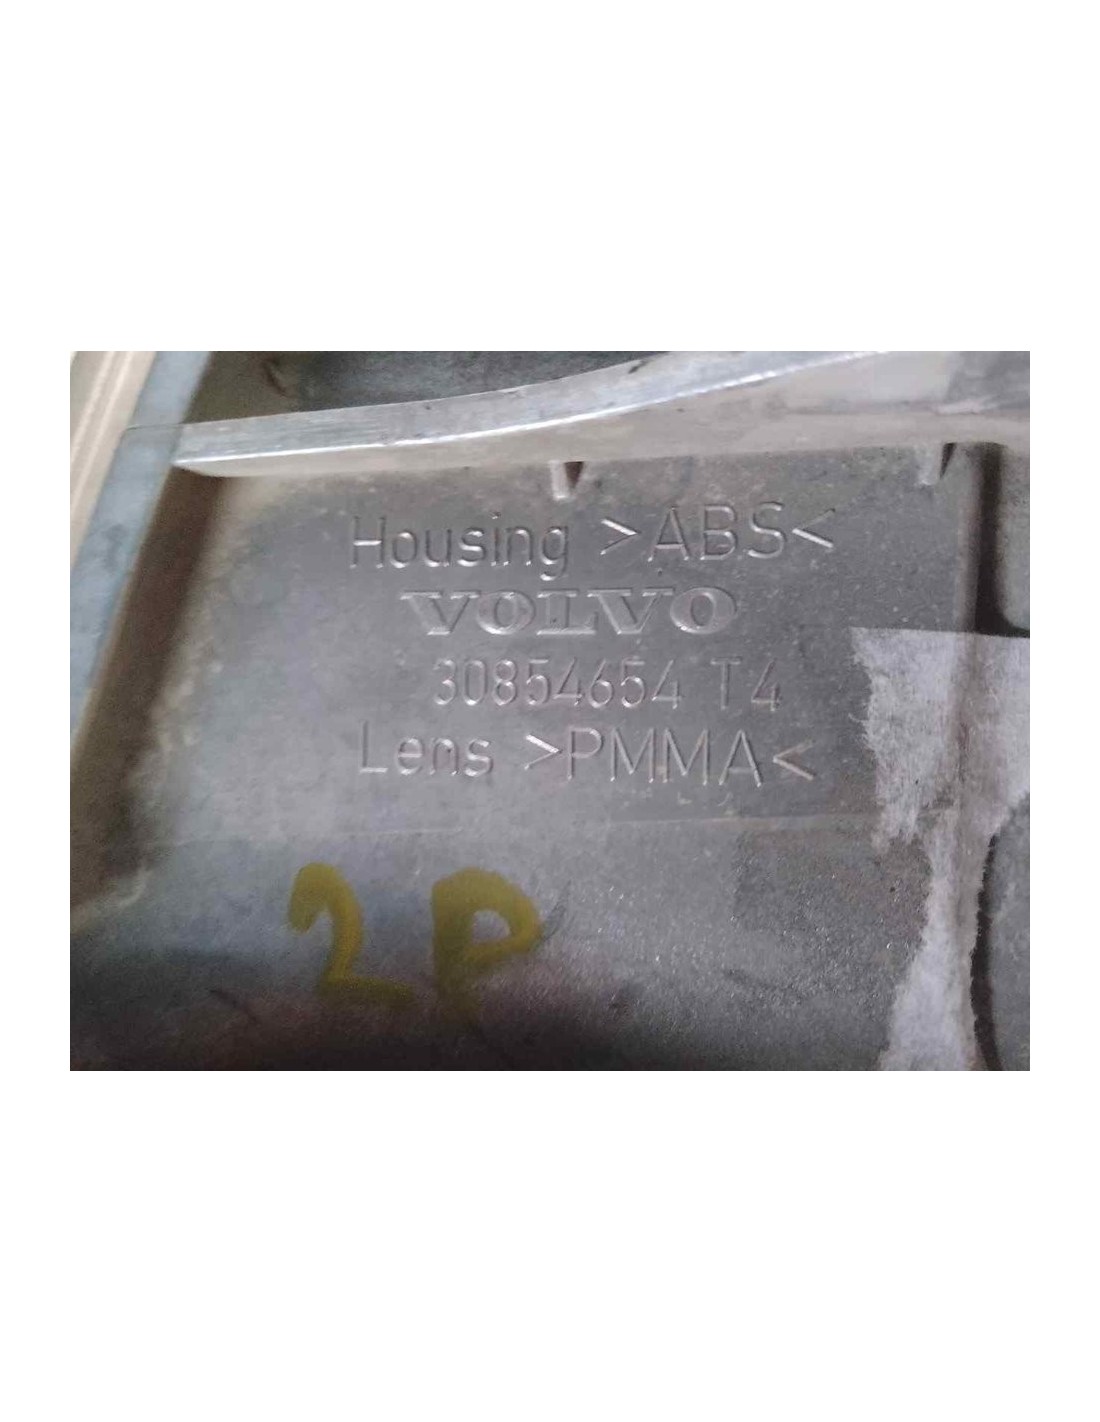 Housing >ABS<
VOLVO
30854654 T4
Lens >PMMA<
2P